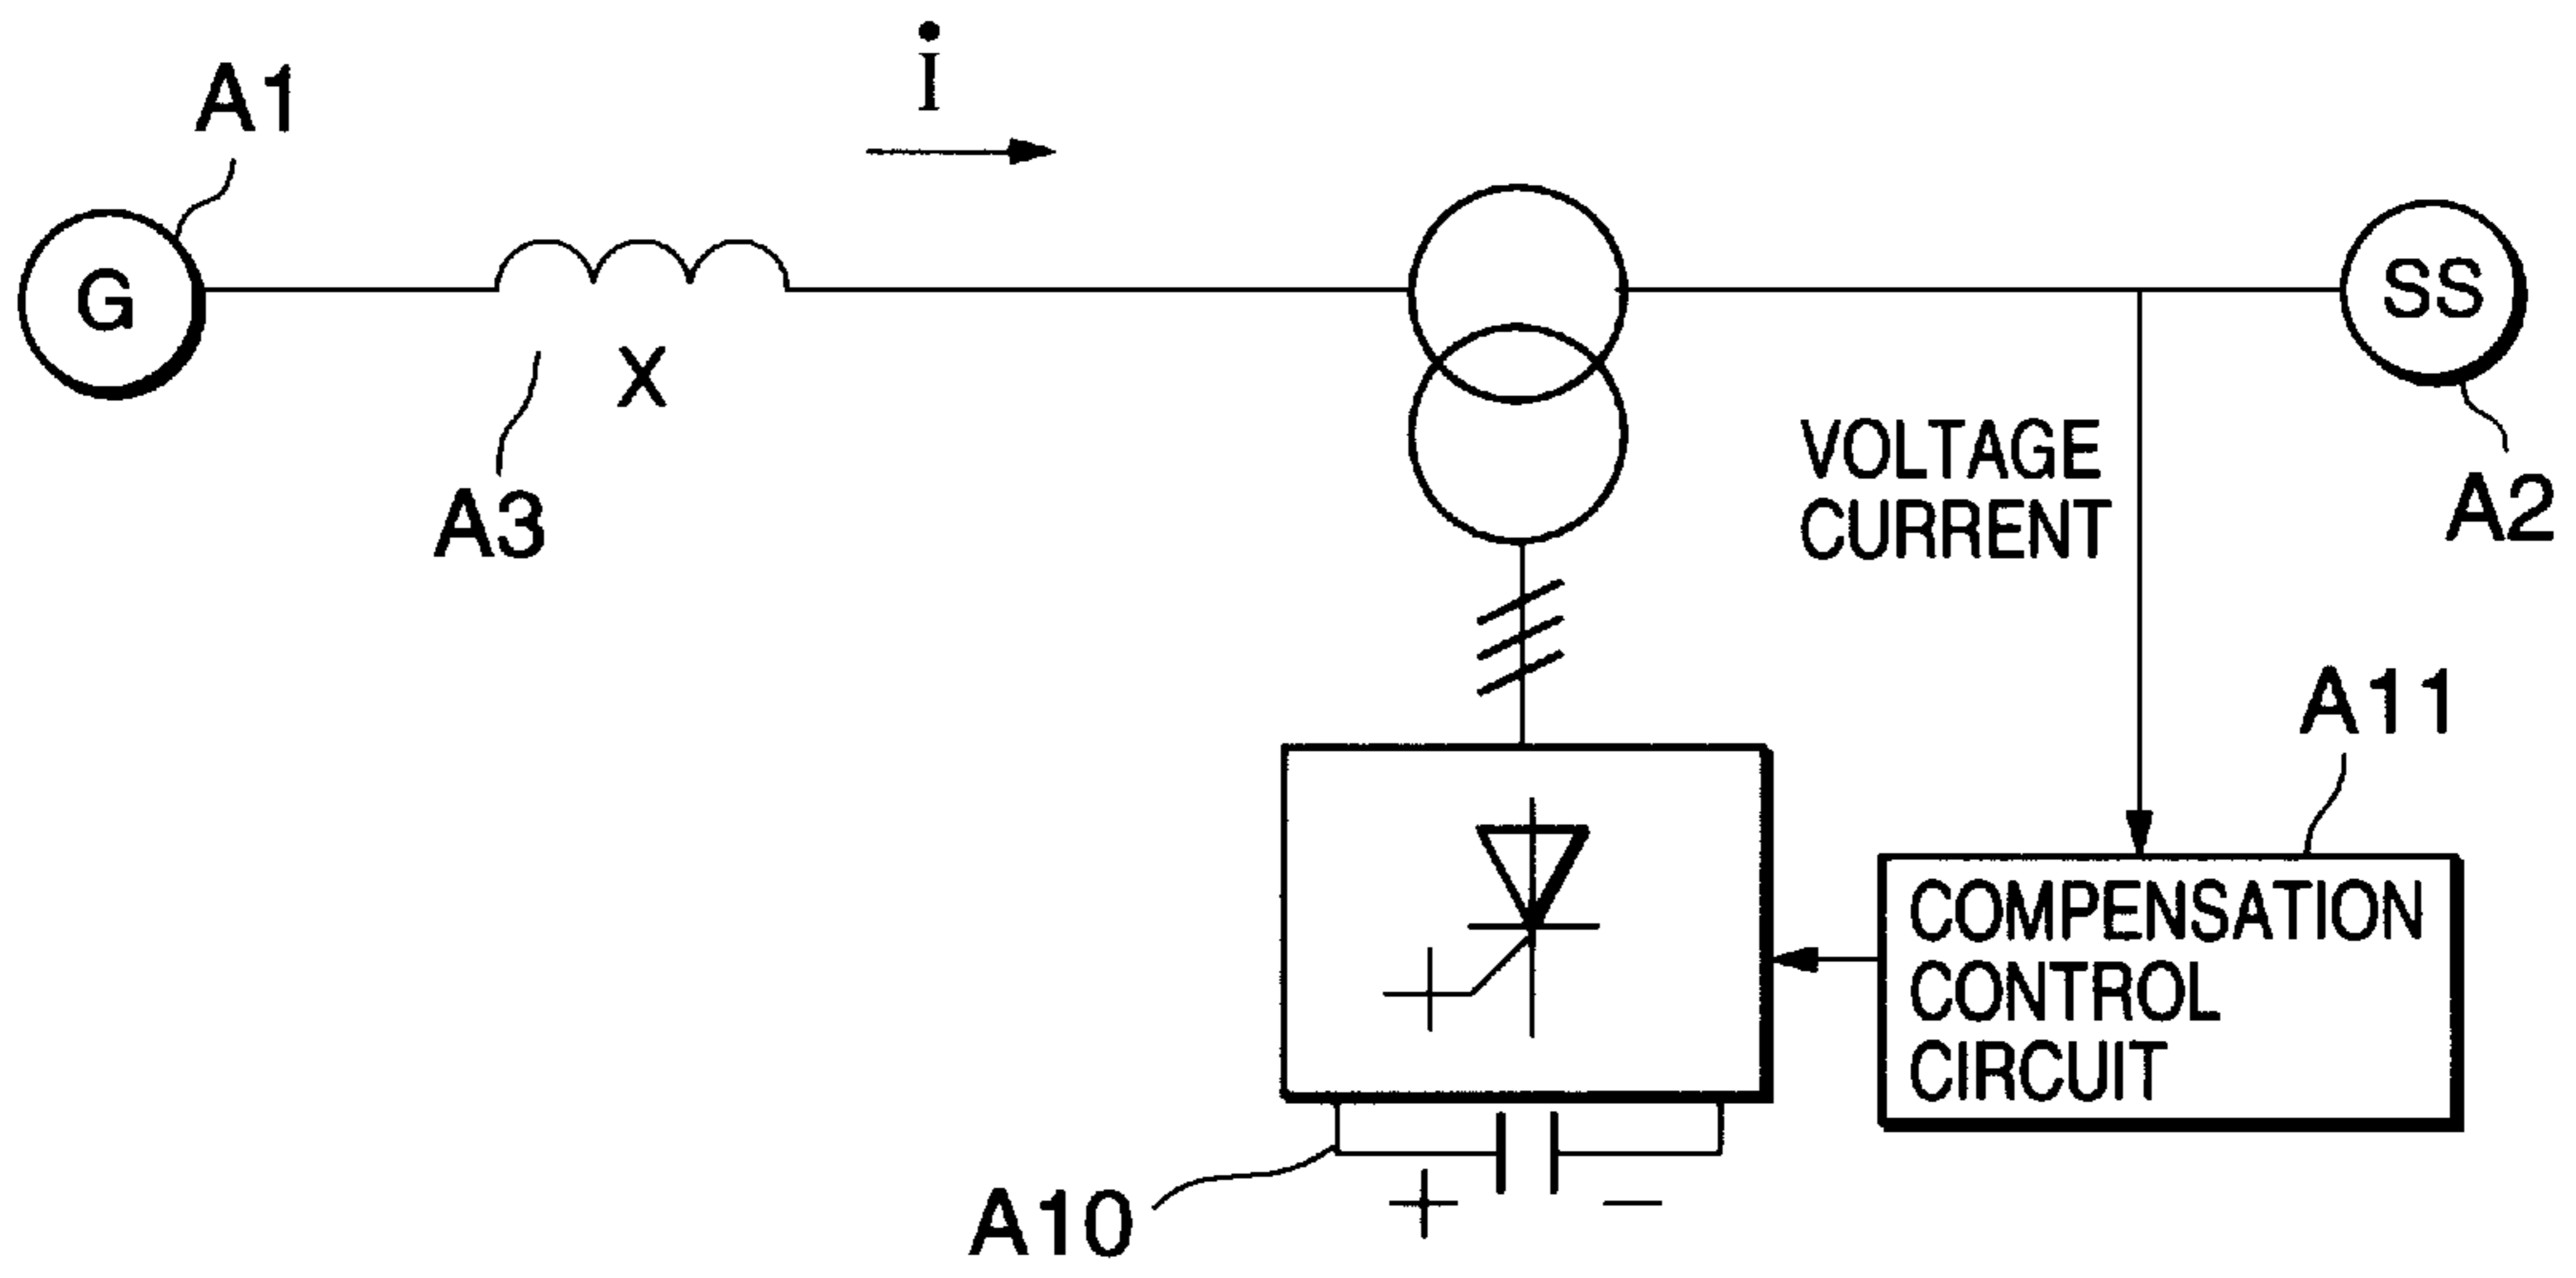 A1
i
G
SS
X
A3
VOLTAGE
CURRENT
A2
A11
COMPENSATION
CONTROL
CIRCUIT
A10
+
−